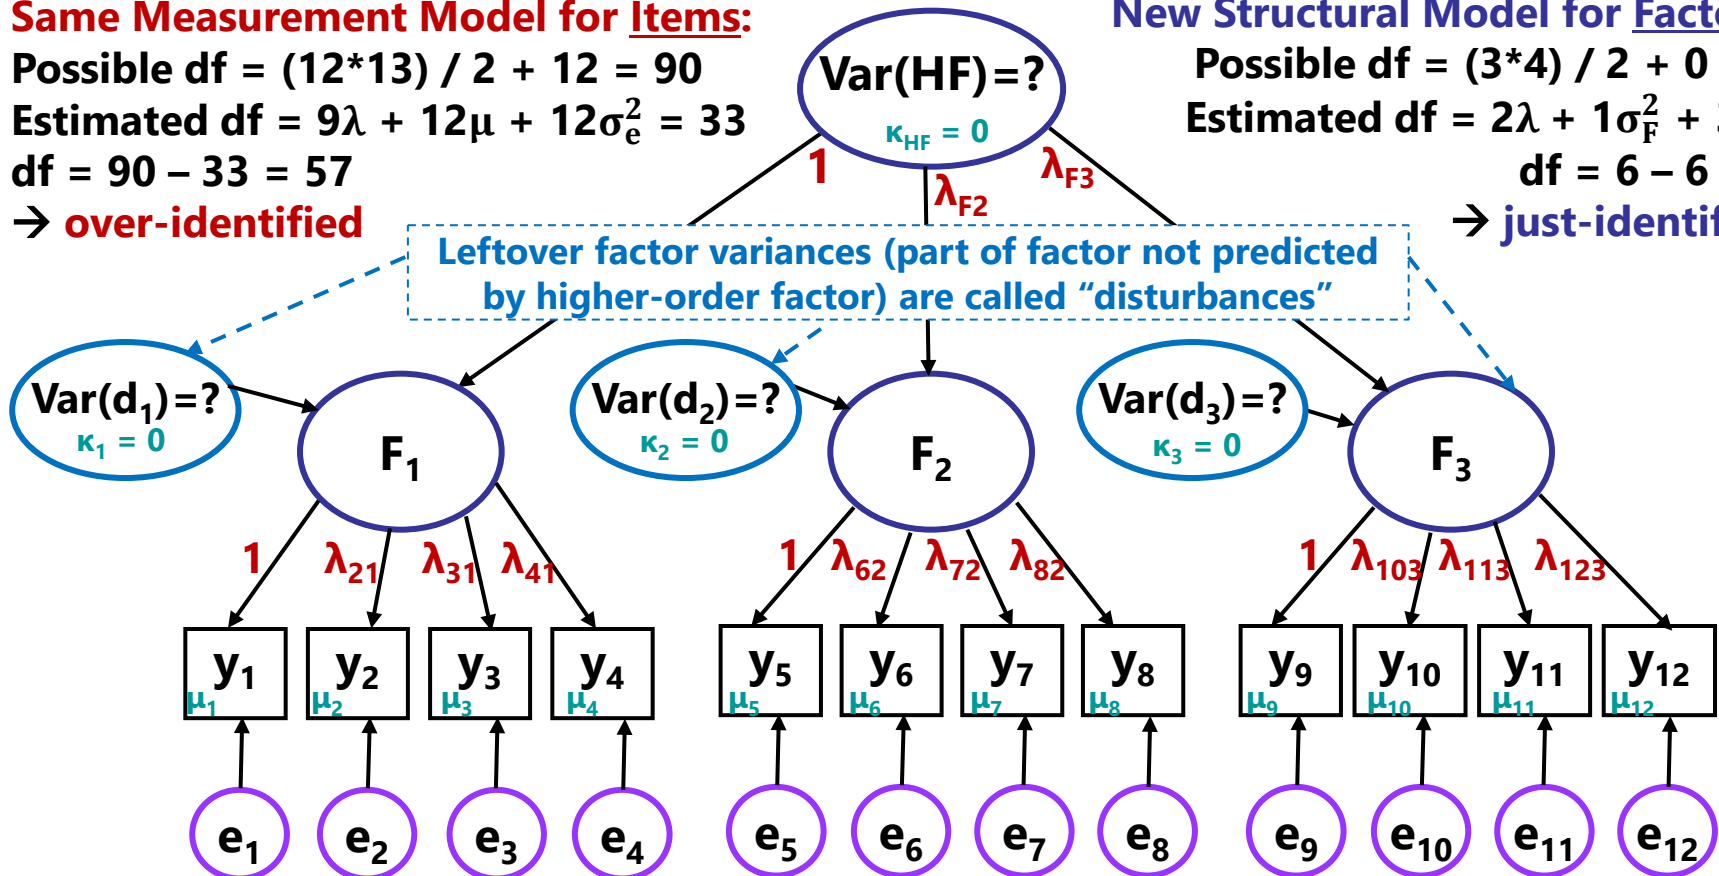 Same Measurement Model for Items:
Possible df = (12*13) / 2 + 12 = 90
Estimated df = 9λ + 12μ + 12σ²ₑ = 33
df = 90 – 33 = 57
→ over-identified
New Structural Model for
Possible df = (3*4) / 2 + 0
Estimated df = 2λ + 1σ²F +
df = 6 – 6
→
Var(HF)=?
κHF = 0
1
λF2
λF3
Leftover factor variances (part of factor not predicted
by higher-order factor) are called “disturbances”
Var(d₁)=?
κ₁ = 0
Var(d₂)=?
κ₂ = 0
Var(d₃)=?
κ₃ = 0
F₁
F₂
F₃
1 λ₂₁ λ₃₁ λ₄₁
1 λ₆₂ λ₇₂ λ₈₂
1 λ₁₀₃ λ₁₁₃ λ₁₂₃
y₁ y₂ y₃ y₄ y₅ y₆ y₇ y₈ y₉ y₁₀ y₁₁ y₁₂
μ₁ μ₂ μ₃ μ₄ μ₅ μ₆ μ₇ μ₈ μ₉ μ₁₀ μ₁₁ μ₁₂
e₁ e₂ e₃ e₄ e₅ e₆ e₇ e₈ e₉ e₁₀ e₁₁ e₁₂